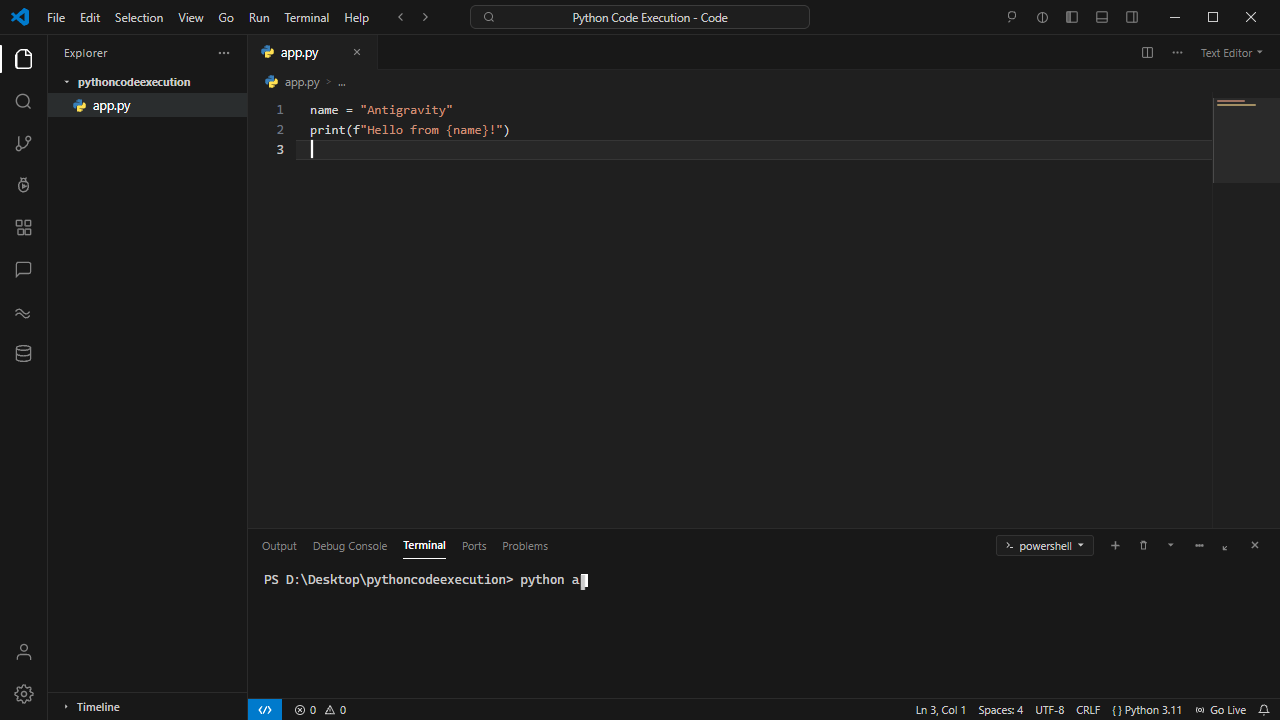 File Edit Selection View Go Run Terminal Help
Python Code Execution - Code
Explorer
pythoncodeexecution
app.py
Timeline
app.py
Text Editor
app.py > ...
1 name = "Antigravity"
2 print(f"Hello from {name}!")
3
Output Debug Console Terminal Ports Problems
powershell
PS D:\Desktop\pythoncodeexecution> python a
0 0
Ln 3, Col 1 Spaces: 4 UTF-8 CRLF { } Python 3.11 Go Live